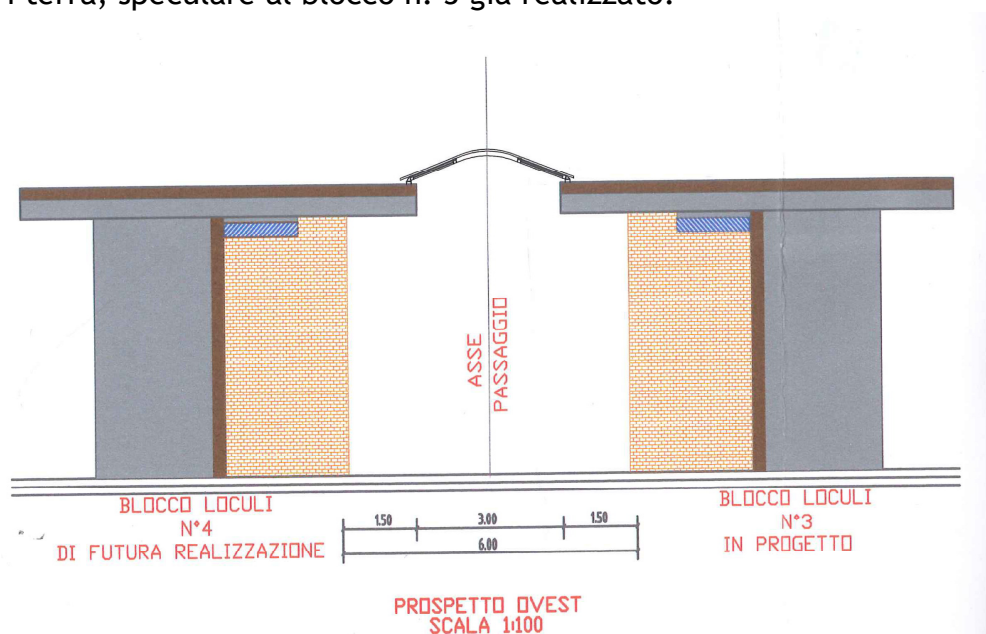 terra, speculare al blocco n. 3 già realizzato.
ASSE
PASSAGGIO
BLOCCO LOCULI
N°4
DI FUTURA REALIZZAZIONE
1.50 3.00 1.50
6.00
BLOCCO LOCULI
N°3
IN PROGETTO
PROSPETTO OVEST
SCALA 1:100